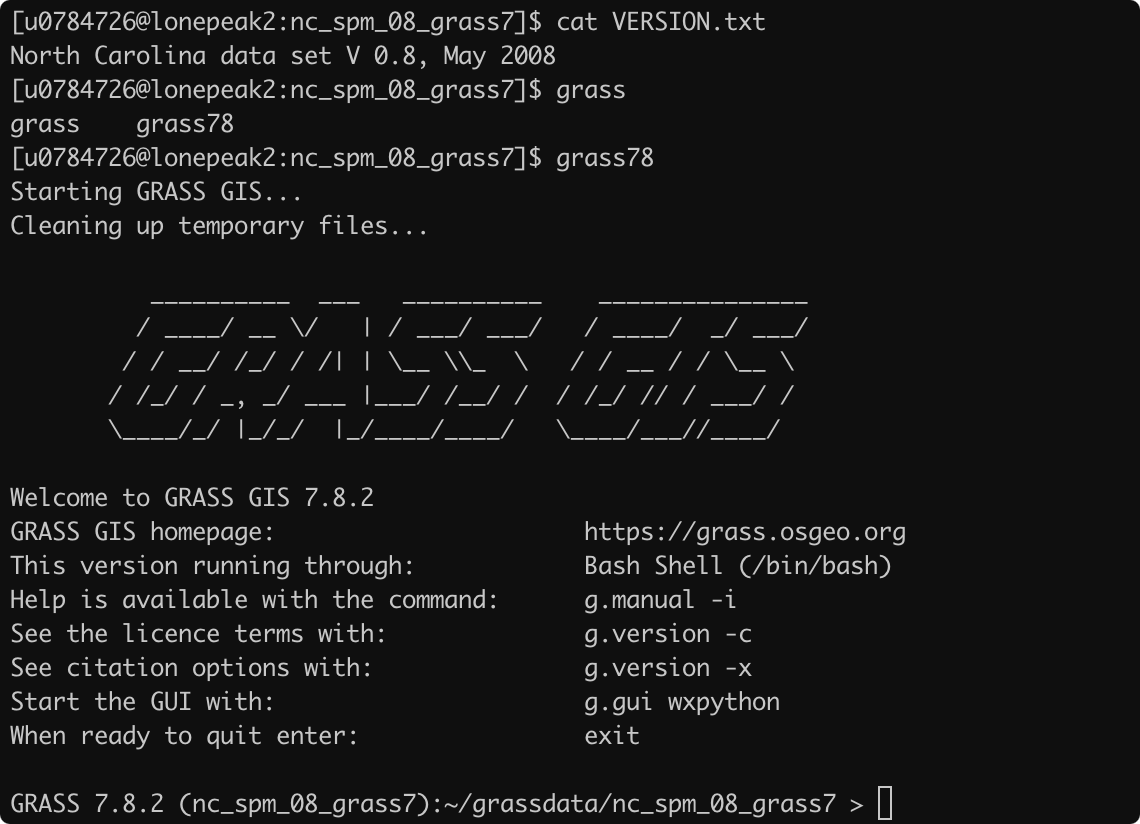 [u0784726@lonepeak2:nc_spm_08_grass7]$ cat VERSION.txt
North Carolina data set V 0.8, May 2008
[u0784726@lonepeak2:nc_spm_08_grass7]$ grass
grass    grass78
[u0784726@lonepeak2:nc_spm_08_grass7]$ grass78
Starting GRASS GIS...
Cleaning up temporary files...

          __________  ___   __________    _______________
         / ____/ __ \/   | / ___/ ___/   / ____/  _/ ___/
        / / __/ /_/ / /| | \__ \\_  \   / / __ / / \__ \
       / /_/ / _, _/ ___ |___/ /__/ /  / /_/ // / ___/ /
       \____/_/ |_/_/  |_/____/____/   \____/___//____/

Welcome to GRASS GIS 7.8.2
GRASS GIS homepage:                      https://grass.osgeo.org
This version running through:            Bash Shell (/bin/bash)
Help is available with the command:      g.manual -i
See the licence terms with:              g.version -c
See citation options with:               g.version -x
Start the GUI with:                      g.gui wxpython
When ready to quit enter:                exit

GRASS 7.8.2 (nc_spm_08_grass7):~/grassdata/nc_spm_08_grass7 >